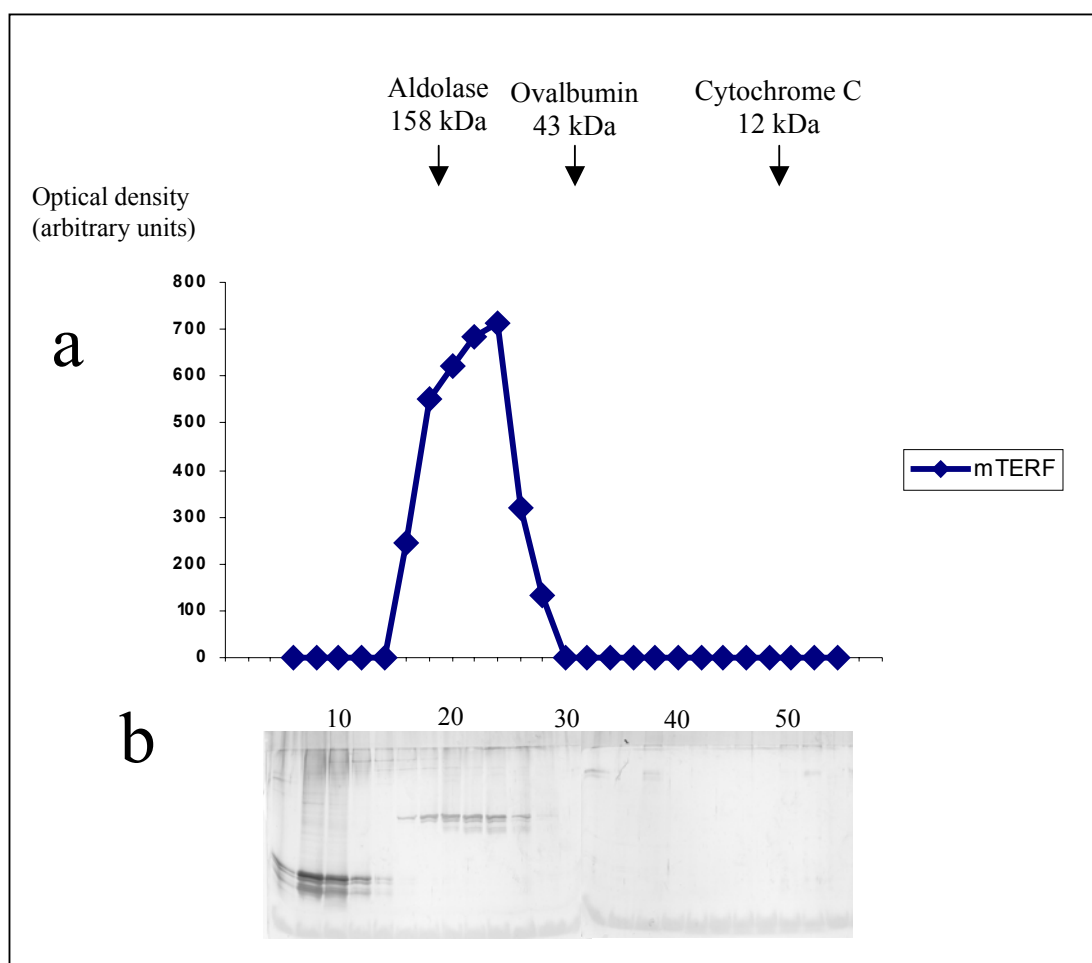 Aldolase
158 kDa
Ovalbumin
43 kDa
Cytochrome C
12 kDa
Optical density
(arbitrary units)
a
800
700
600
500
400
300
200
100
0
mTERF
b
10 20 30 40 50